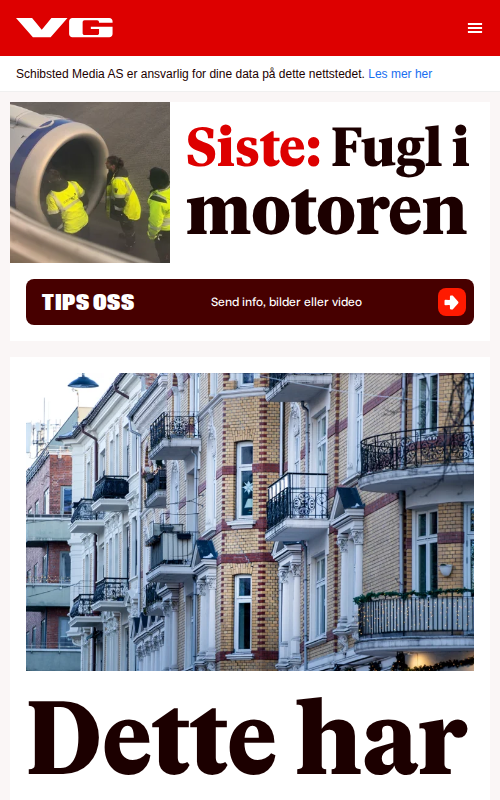 VG
Schibsted Media AS er ansvarlig for dine data på dette nettstedet. Les mer her
Siste: Fugl i
motoren
TIPS OSS
Send info, bilder eller video
Dette har